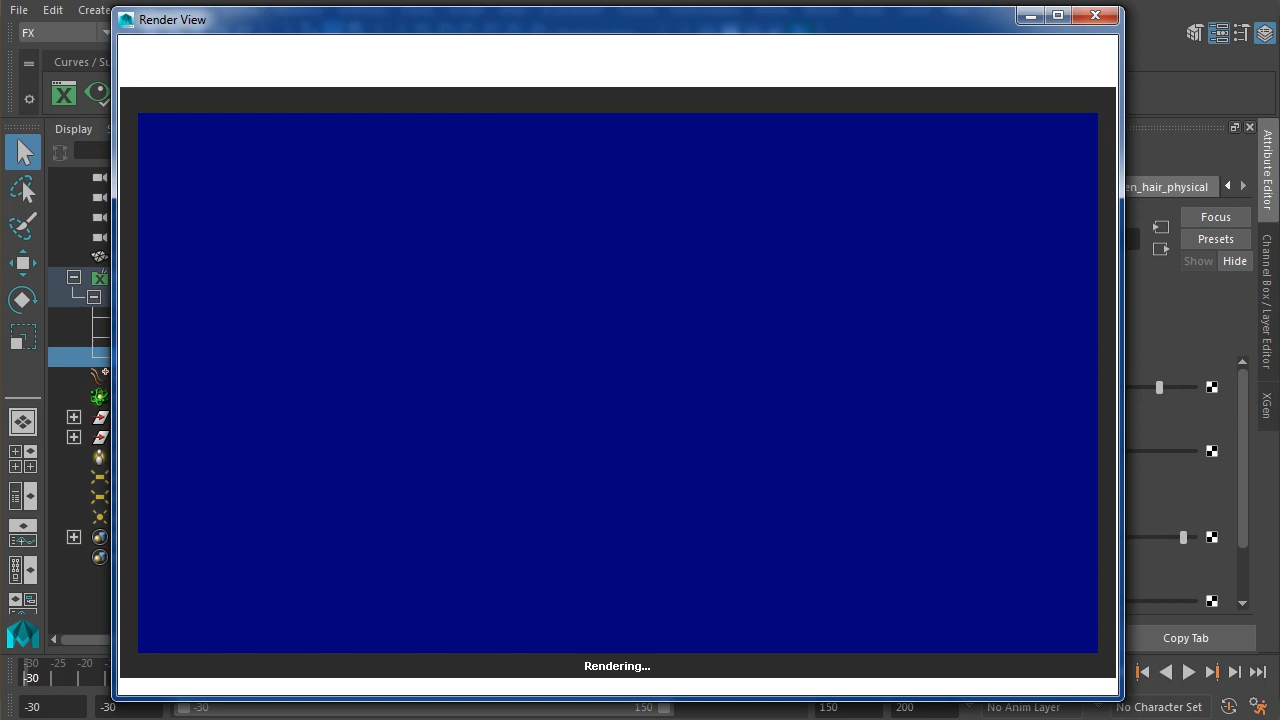 File Edit Create
Render View
FX
Curves / Su
Display
en_hair_physical
Focus
Presets
Show Hide
Attribute Editor
Channel Box / Layer Editor
XGen
Rendering...
Copy Tab
-30 -25 -20
-30
-30 -30 -30 150 150 200 No Anim Layer No Character Set